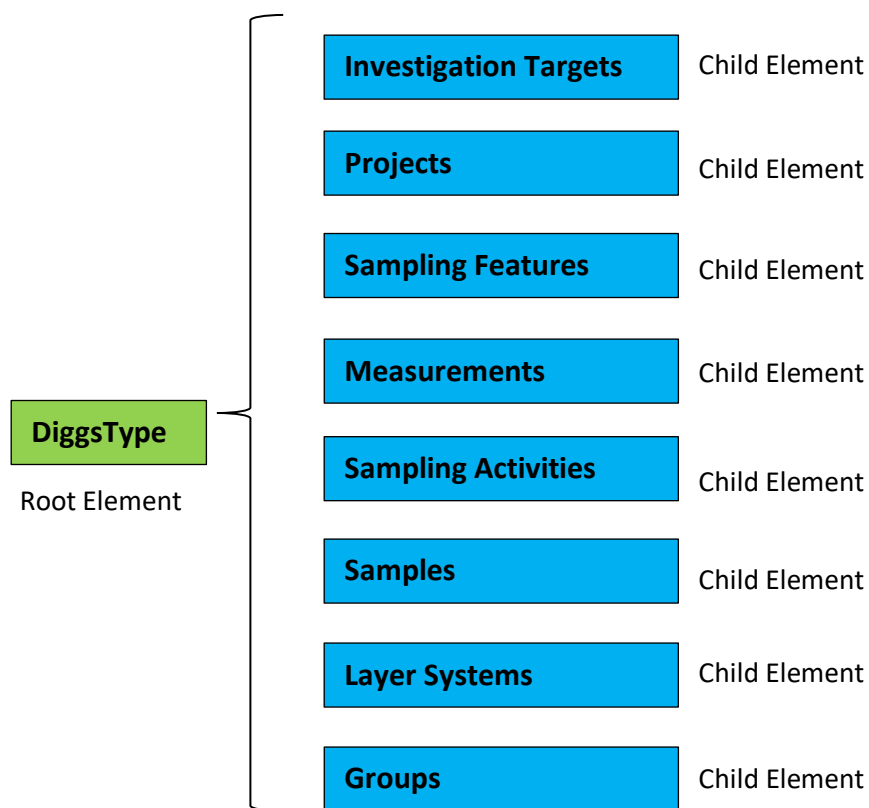 Investigation Targets Child Element
Projects Child Element
Sampling Features Child Element
Measurements Child Element
DiggsType
Root Element
Sampling Activities Child Element
Samples Child Element
Layer Systems Child Element
Groups Child Element